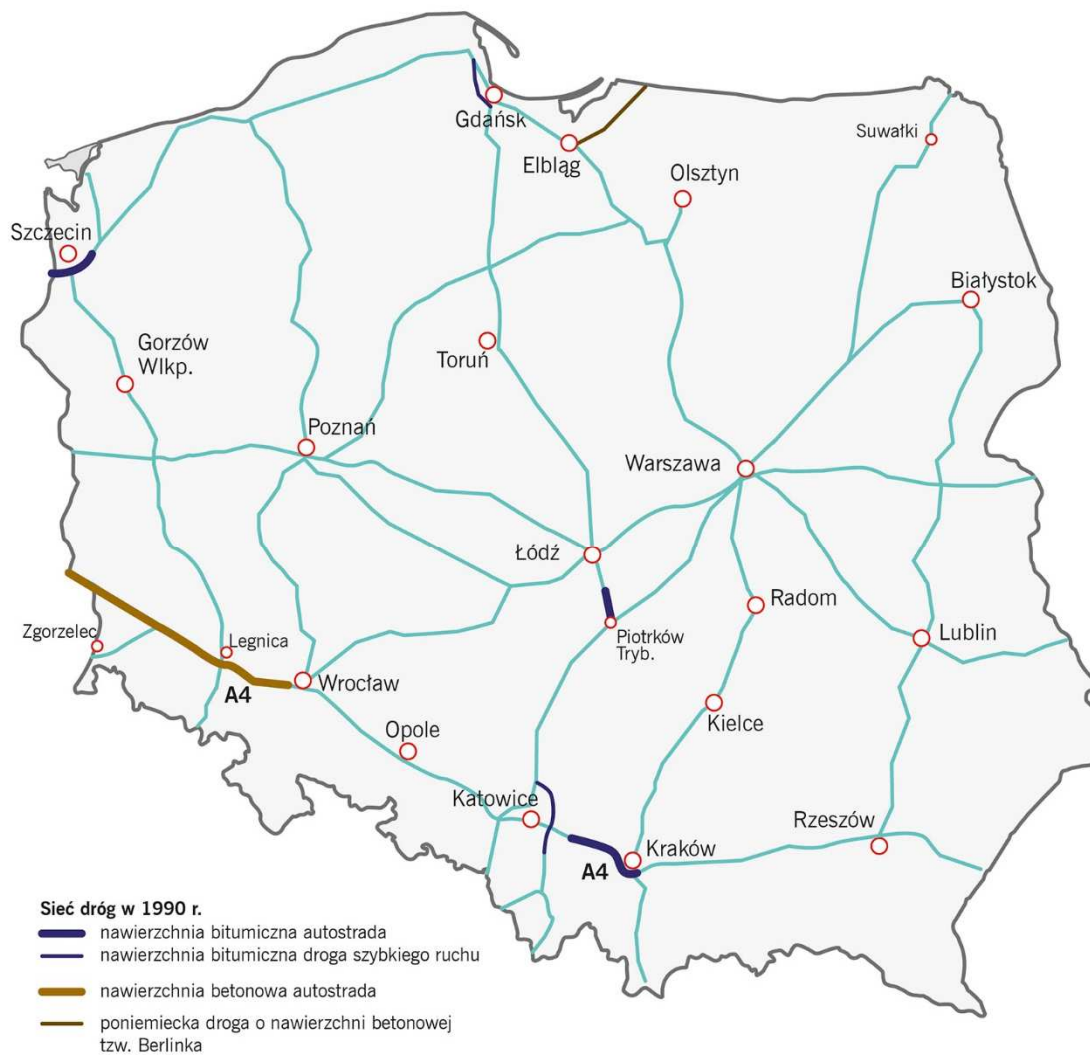 Gdańsk
Suwałki
Elbląg
Olsztyn
Szczecin
Białystok
Gorzów
Wlkp.
Toruń
Poznań
Warszawa
Łódź
Radom
Zgorzelec
Legnica
Piotrków
Tryb.
Lublin
A4
Wrocław
Kielce
Opole
Katowice
Rzeszów
Kraków
A4
Sieć dróg w 1990 r.
nawierzchnia bitumiczna autostrada
nawierzchnia bitumiczna droga szybkiego ruchu
nawierzchnia betonowa autostrada
poniemiecka droga o nawierzchni betonowej
tzw. Berlinka